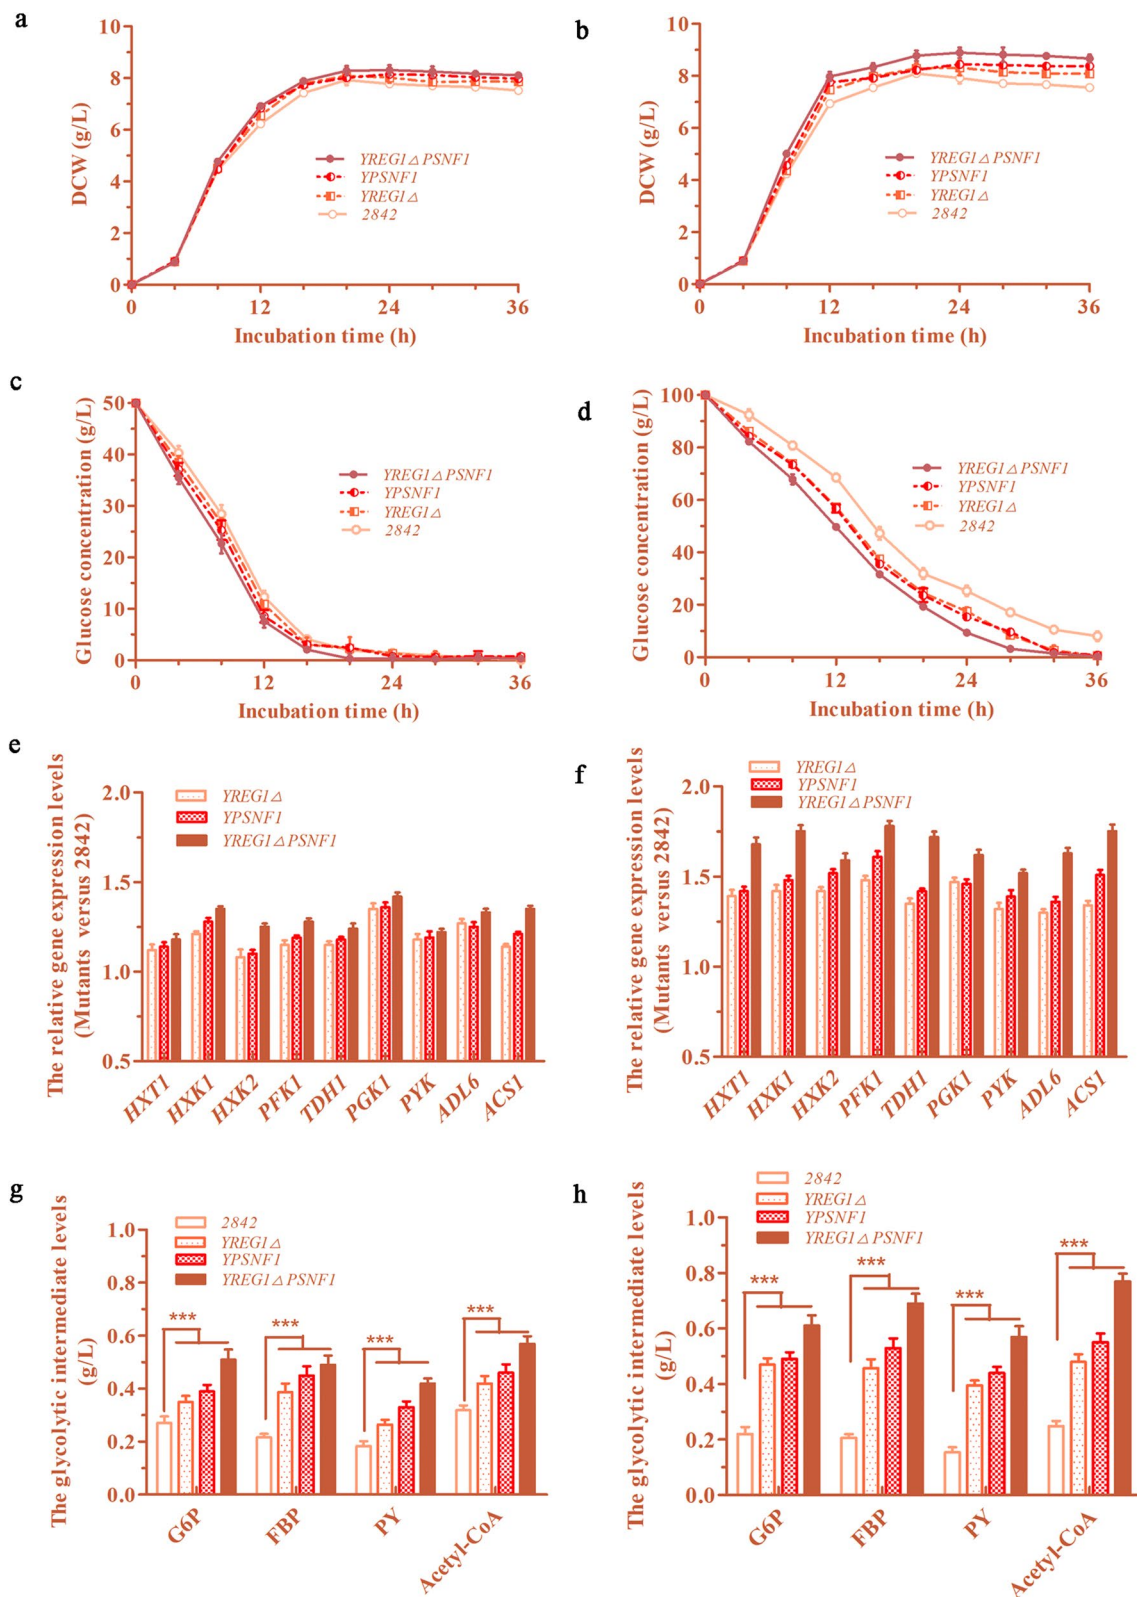 a
DCW (g/L)
10
8
6
4
2
0
0
12
24
36
Incubation time (h)
YREG1△PSNF1
YPSNF1
YREG1△
2842
b
DCW (g/L)
10
8
6
4
2
0
0
12
24
36
Incubation time (h)
YREG1△PSNF1
YPSNF1
YREG1△
2842
c
Glucose concentration (g/L)
50
40
30
20
10
0
0
12
24
36
Incubation time (h)
YREG1△PSNF1
YPSNF1
YREG1△
2842
d
Glucose concentration (g/L)
100
80
60
40
20
0
0
12
24
36
Incubation time (h)
YREG1△PSNF1
YPSNF1
YREG1△
2842
e
The relative gene expression levels
(Mutants versus 2842)
2.0
1.5
1.0
0.5
YREG1△
YPSNF1
YREG1△PSNF1
HXT1
HXK1
HXK2
PFK1
TDH1
PGK1
PYK
ADL6
ACS1
f
The relative gene expression levels
(Mutants versus 2842)
2.0
1.5
1.0
0.5
YREG1△
YPSNF1
YREG1△PSNF1
HXT1
HXK1
HXK2
PFK1
TDH1
PGK1
PYK
ADL6
ACS1
g
The glycolytic intermediate levels
(g/L)
1.0
0.8
0.6
0.4
0.2
0.0
2842
YREG1△
YPSNF1
YREG1△PSNF1
***
***
***
***
G6P
FBP
PY
Acetyl-CoA
h
The glycolytic intermediate levels
(g/L)
1.0
0.8
0.6
0.4
0.2
0.0
2842
YREG1△
YPSNF1
YREG1△PSNF1
***
***
***
***
G6P
FBP
PY
Acetyl-CoA